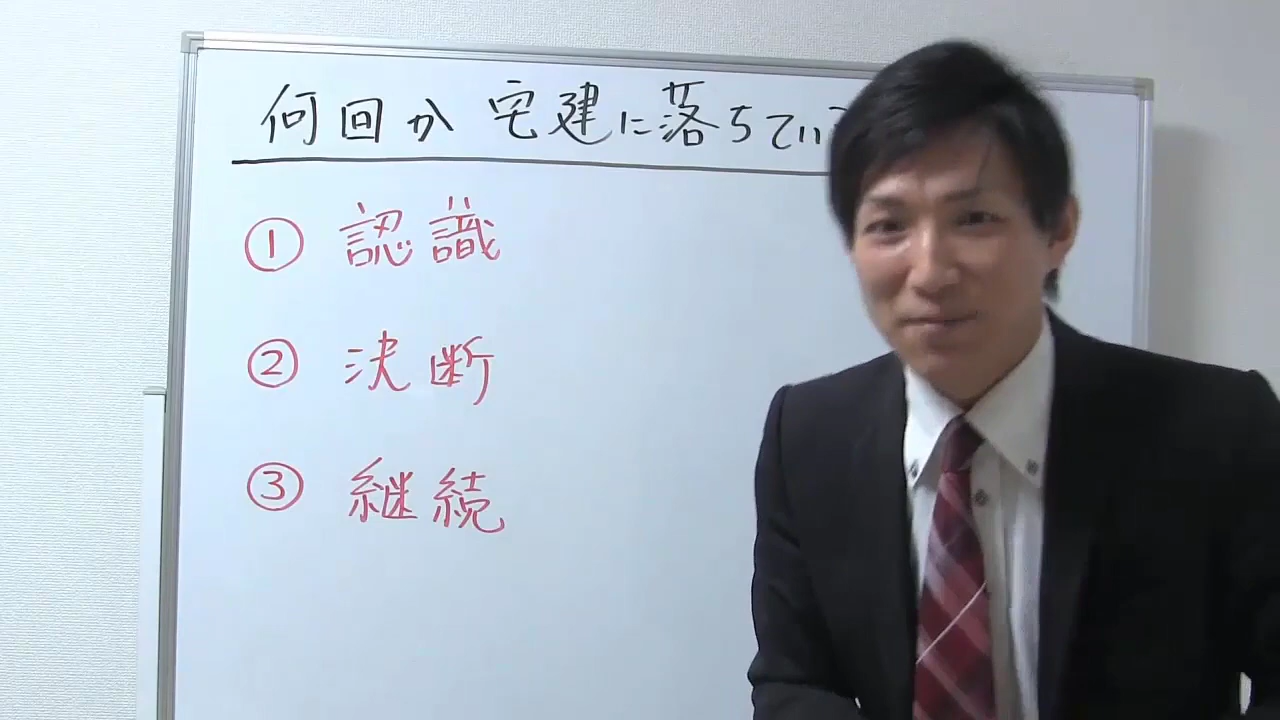 何回か宅建に落ちてい
① 認識
② 決断
③ 継続